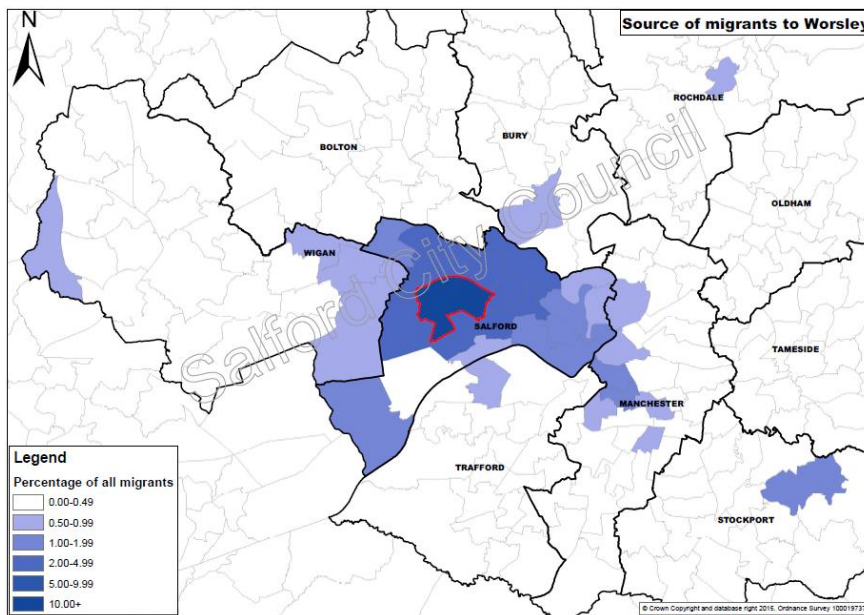 Source of migrants to Worsley
N
ROCHDALE
BURY
BOLTON
OLDHAM
WIGAN
Salford City Council
SALFORD
TAMESIDE
MANCHESTER
TRAFFORD
STOCKPORT
Legend
Percentage of all migrants
0.00-0.49
0.50-0.99
1.00-1.99
2.00-4.99
5.00-9.99
10.00+
© Crown Copyright and database right 2015. Ordnance Survey 10001973